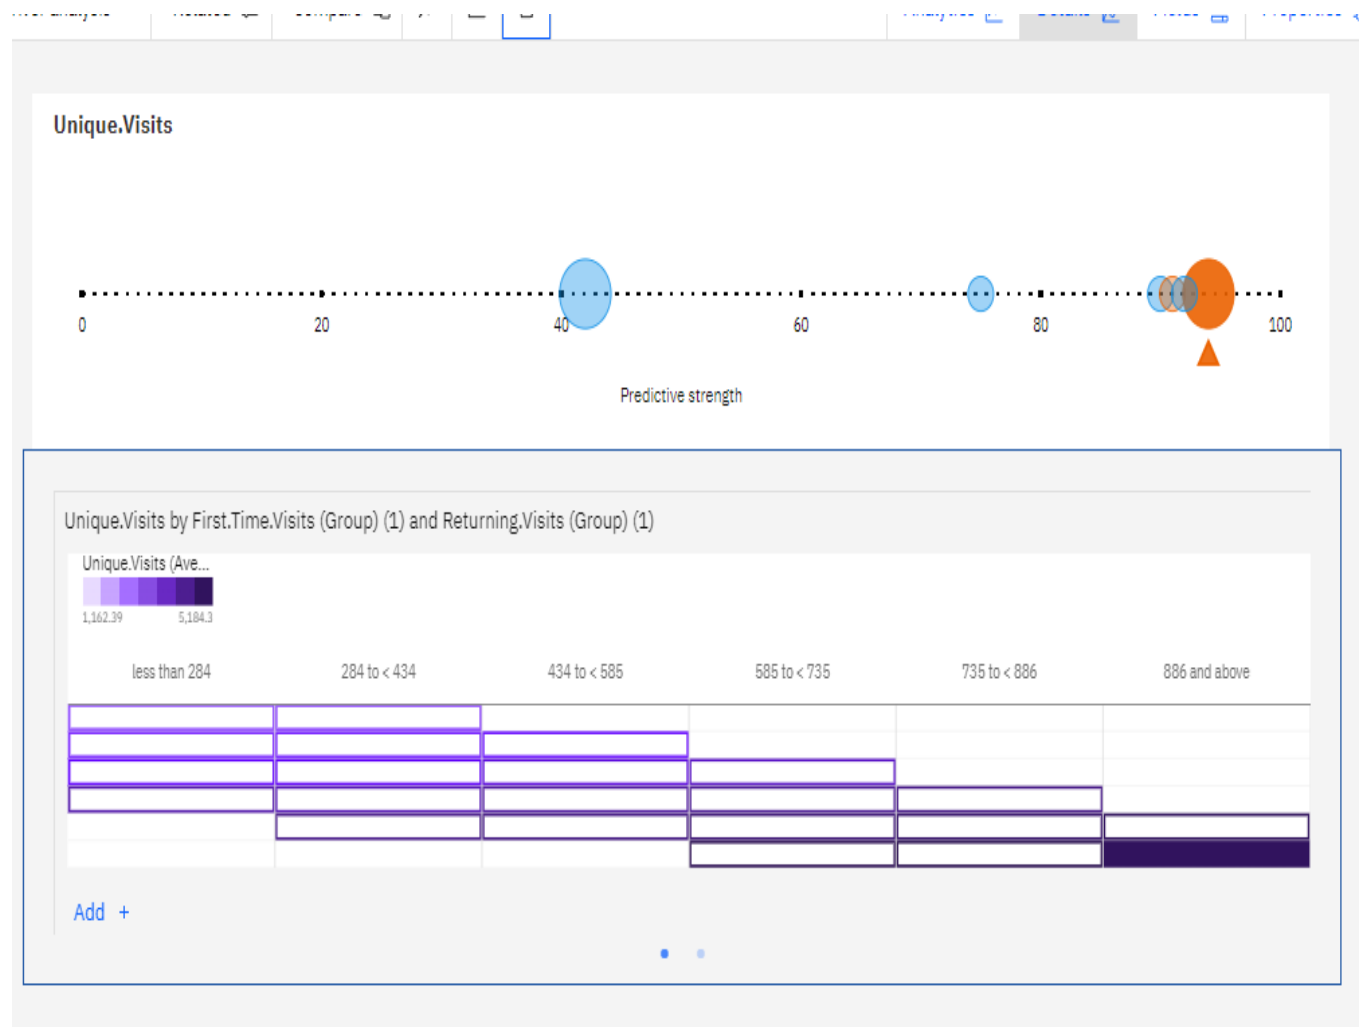 Unique.Visits
0 20 40 60 80 100
Predictive strength
Unique.Visits by First.Time.Visits (Group) (1) and Returning.Visits (Group) (1)
Unique.Visits (Ave...
1,162.39 5,184.3
less than 284 284 to < 434 434 to < 585 585 to < 735 735 to < 886 886 and above
Add +